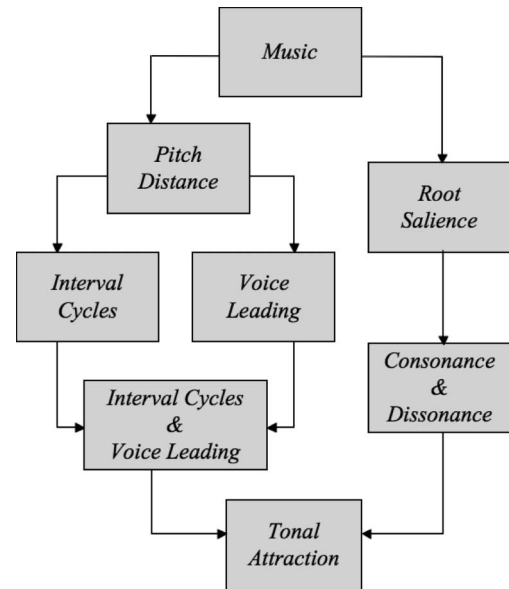 Music
Pitch
Distance
Root
Salience
Interval
Cycles
Voice
Leading
Interval Cycles
&
Voice Leading
Consonance
&
Dissonance
Tonal
Attraction